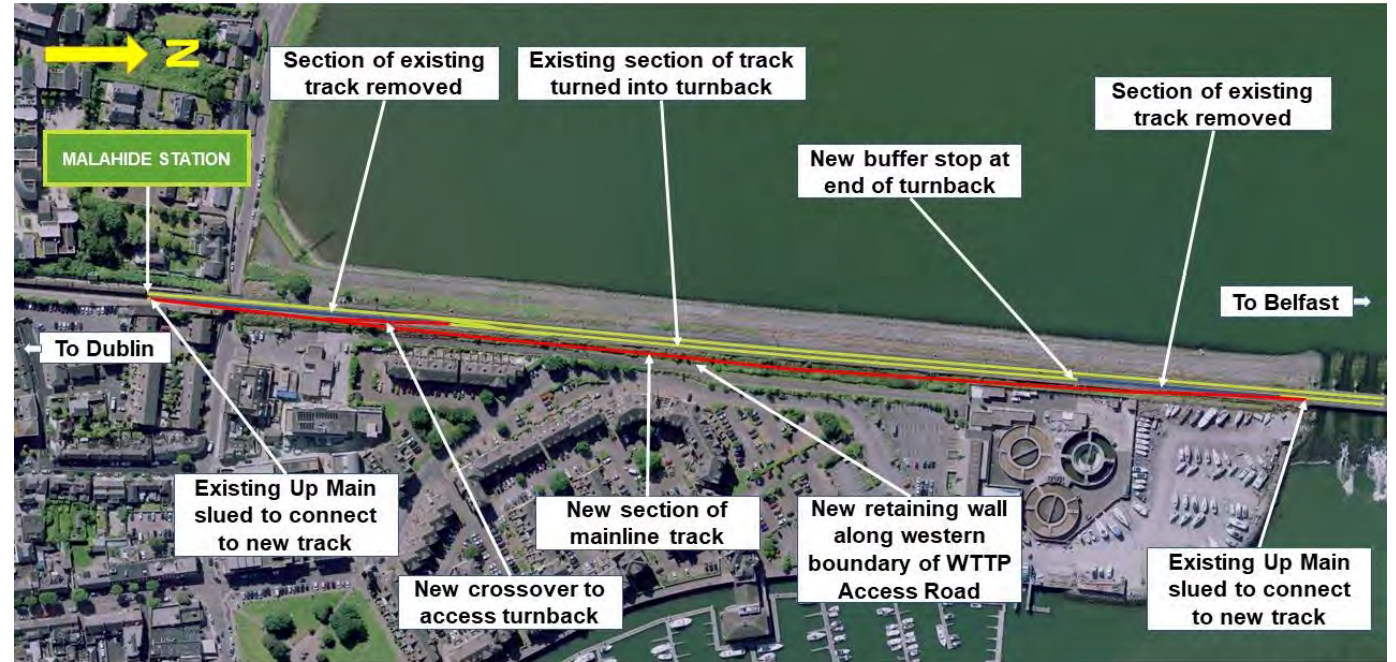 N
Section of existing
track removed
Existing section of track
turned into turnback
Section of existing
track removed
MALAHIDE STATION
New buffer stop at
end of turnback
To Belfast
To Dublin
Existing Up Main
slued to connect
to new track
New crossover to
access turnback
New section of
mainline track
New retaining wall
along western
boundary of WTTP
Access Road
Existing Up Main
slued to connect
to new track